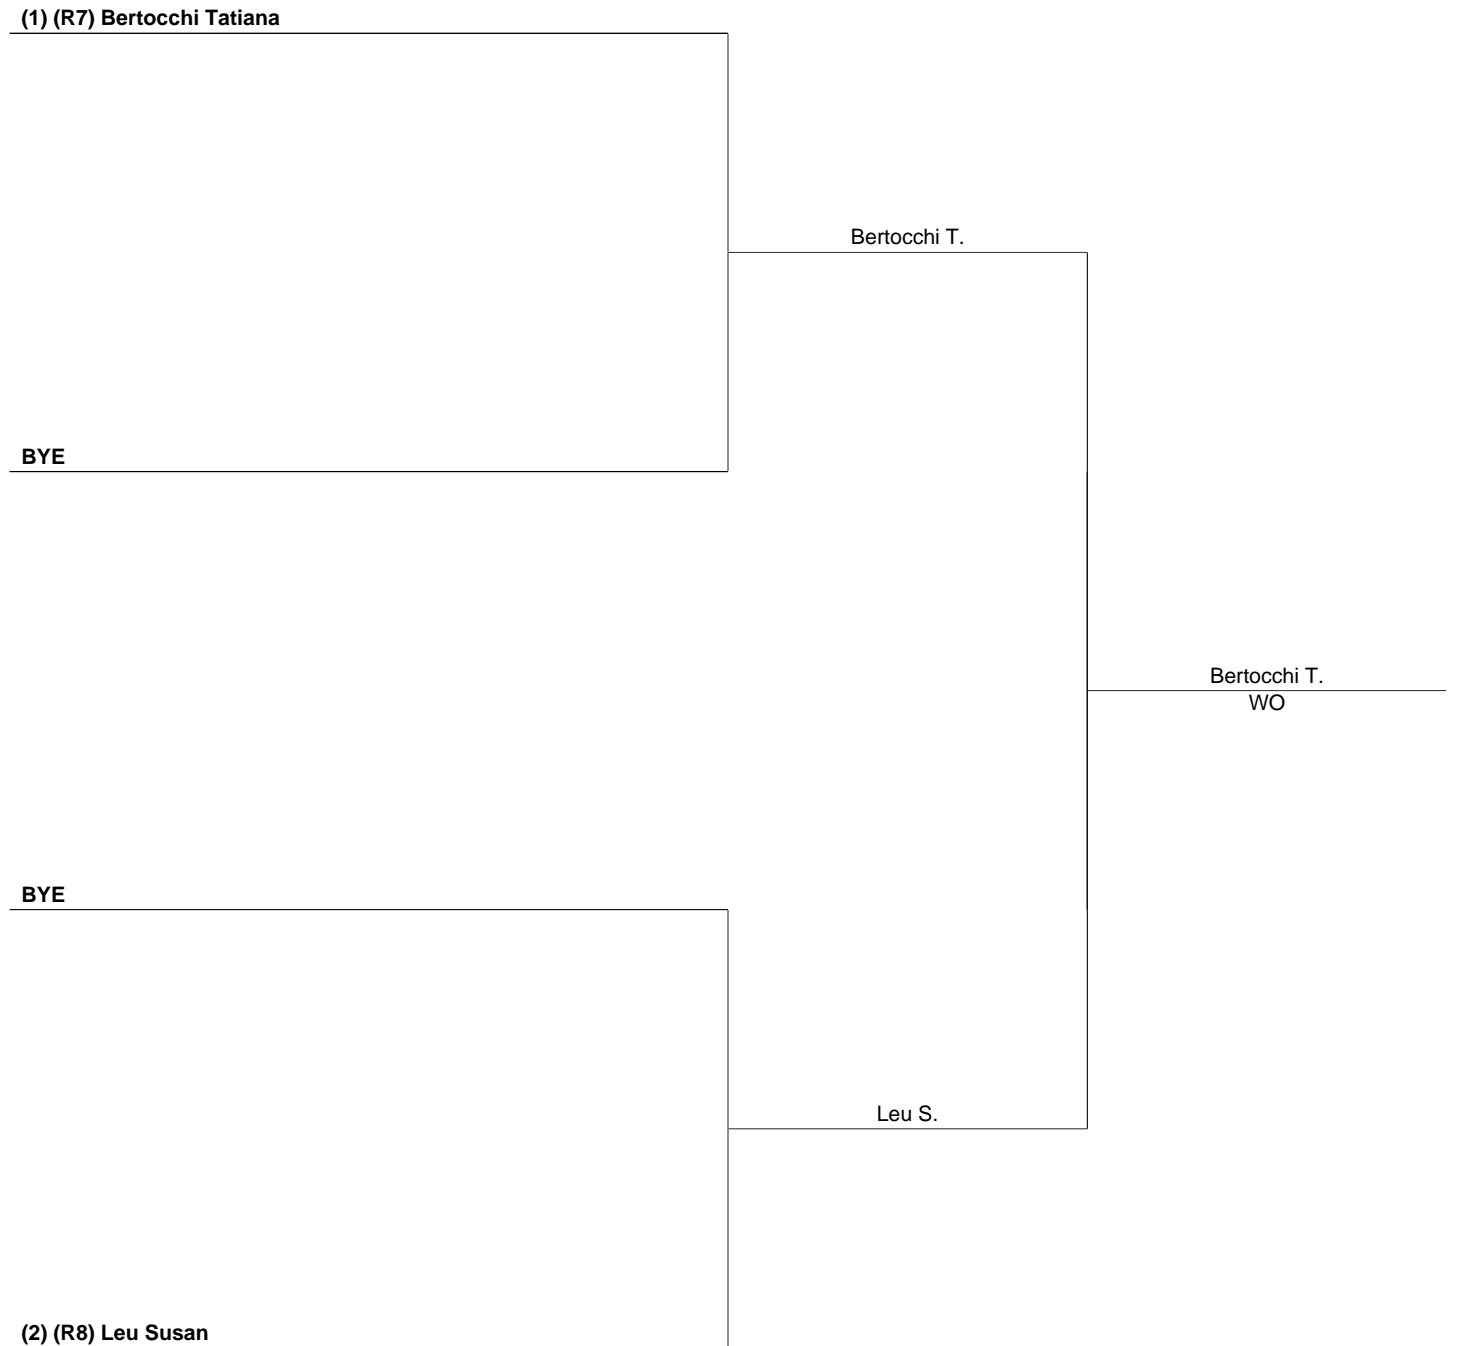 (1) (R7) Bertocchi Tatiana
Bertocchi T.
BYE
Bertocchi T.
WO
BYE
Leu S.
(2) (R8) Leu Susan